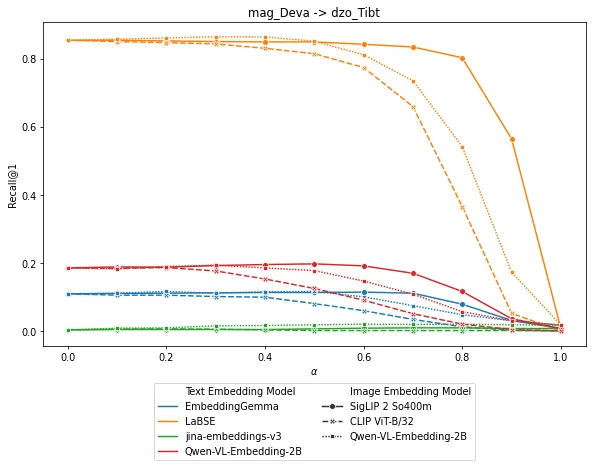 mag_Deva -> dzo_Tibt
Recall@1
0.8
0.6
0.4
0.2
0.0
0.0 0.2 0.4 0.6 0.8 1.0
α
Text Embedding Model Image Embedding Model
EmbeddingGemma SigLIP 2 So400m
LaBSE CLIP ViT-B/32
jina-embeddings-v3 Qwen-VL-Embedding-2B
Qwen-VL-Embedding-2B